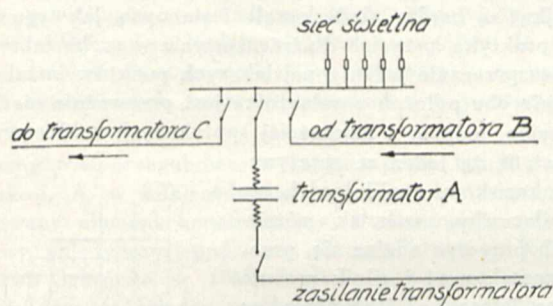 sieć świetlna
do transformatora C
od transformatora B
transformator A
zasilanie transformatora